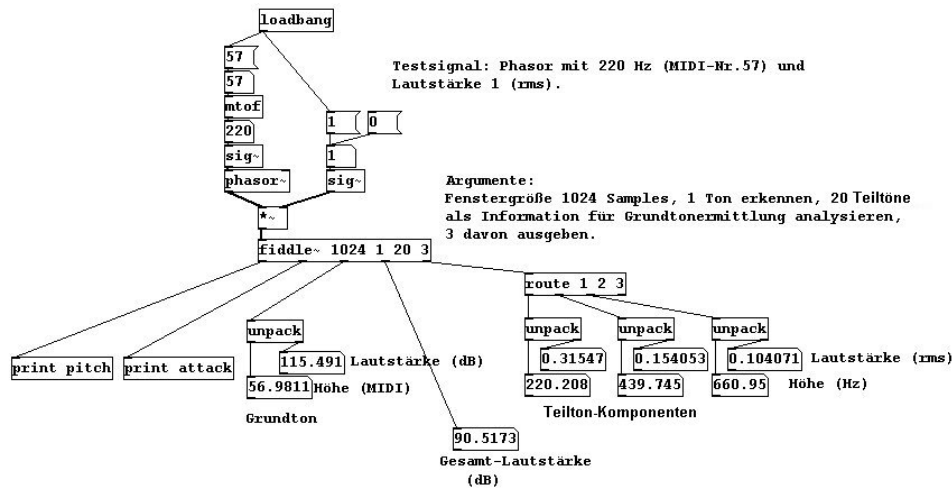 loadbang
57
57
mtof
220
sig~
phasor~
1
0
1
sig~
*~
Testsignal: Phasor mit 220 Hz (MIDI-Nr.57) und
Lautstärke 1 (rms).
Argumente:
Fenstergröße 1024 Samples, 1 Ton erkennen, 20 Teiltöne
als Information für Grundtonermittlung analysieren,
3 davon ausgeben.
fiddle~ 1024 1 20 3
print pitch
print attack
unpack
115.491 Lautstärke (dB)
56.9811 Höhe (MIDI)
Grundton
90.5173
Gesamt-Lautstärke
(dB)
route 1 2 3
unpack unpack unpack
0.31547 0.154053 0.104071 Lautstärke (rms)
220.208 439.745 660.95 Höhe (Hz)
Teilton-Komponenten